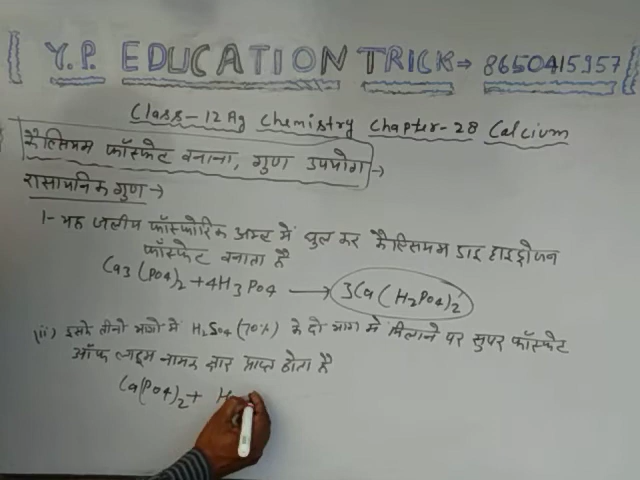 Y.P. EDUCATION TRICK→ 8650415957
Class-12 Ag Chemistry Chapter-28 Calcium
कैल्सियम फॉस्फेट बनाना, गुण उपयोग→
रासायनिक गुण→
1- यह जलीय फॉस्फोरिक अम्ल में घुल कर कैल्सियम डाइ हाइड्रोजन
फॉस्फेट बनाता है
Ca3(PO4)2+4H3PO4 → 3Ca(H2PO4)2
(ii) इसके तीनो भागो में H2SO4(70%) के दो भाग में मिलाने पर सुपर फॉस्फेट
ऑफ लाइम नामक क्षार प्राप्त होता है
Ca(PO4)2+ H